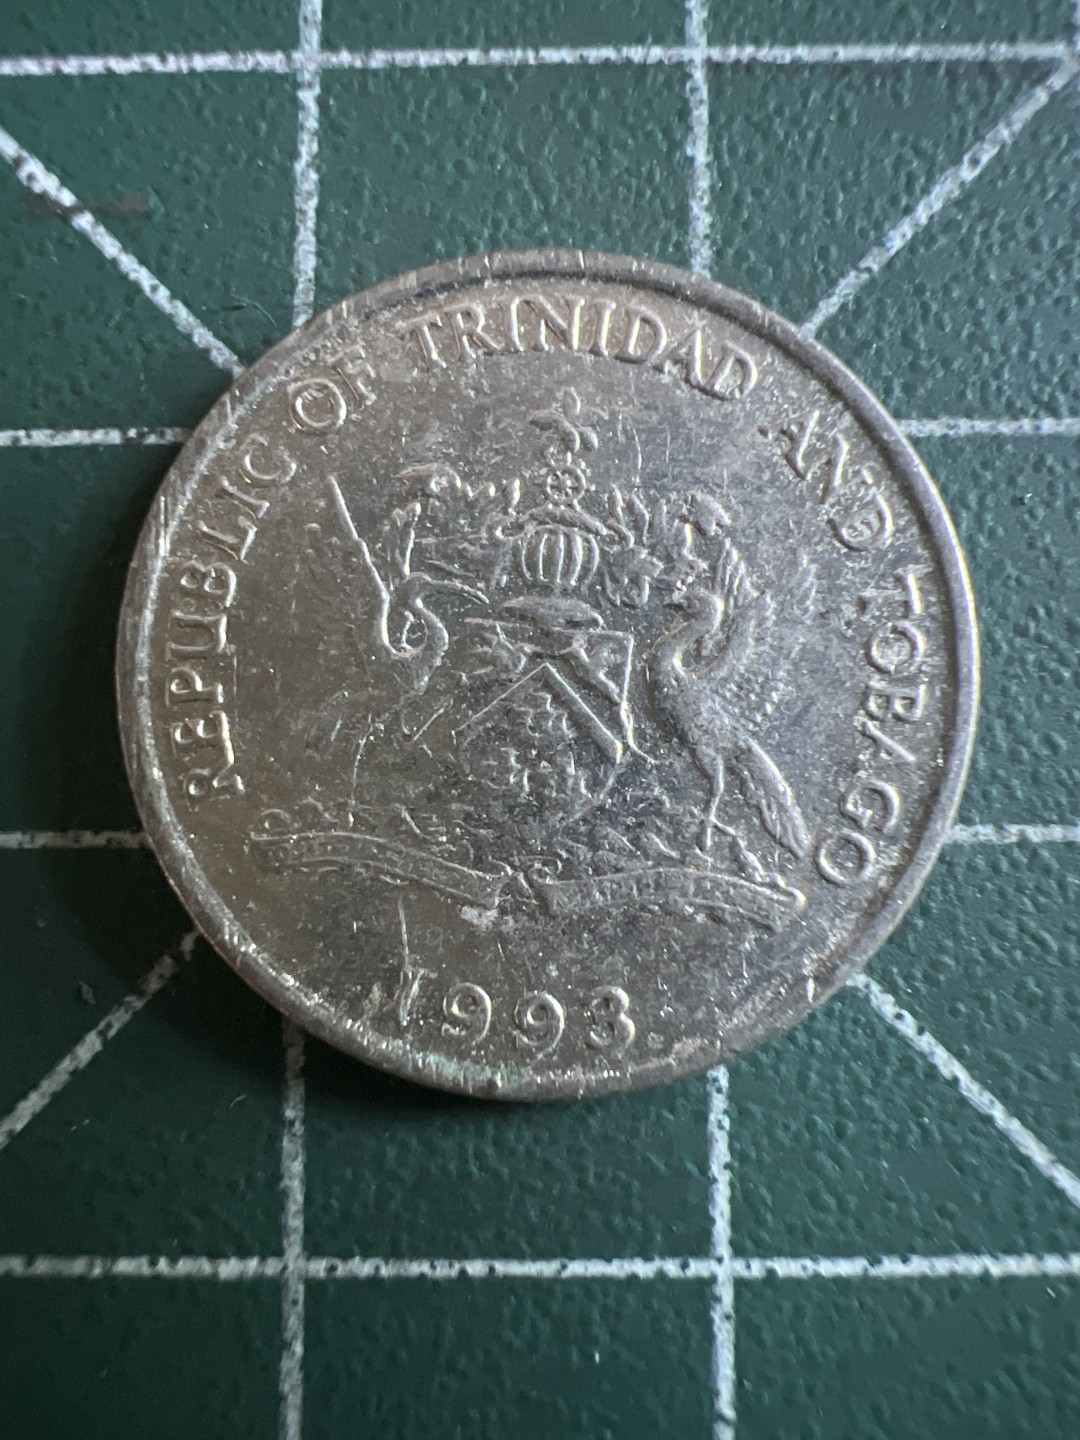 REPUBLIC OF TRINIDAD AND TOBAGO
1993